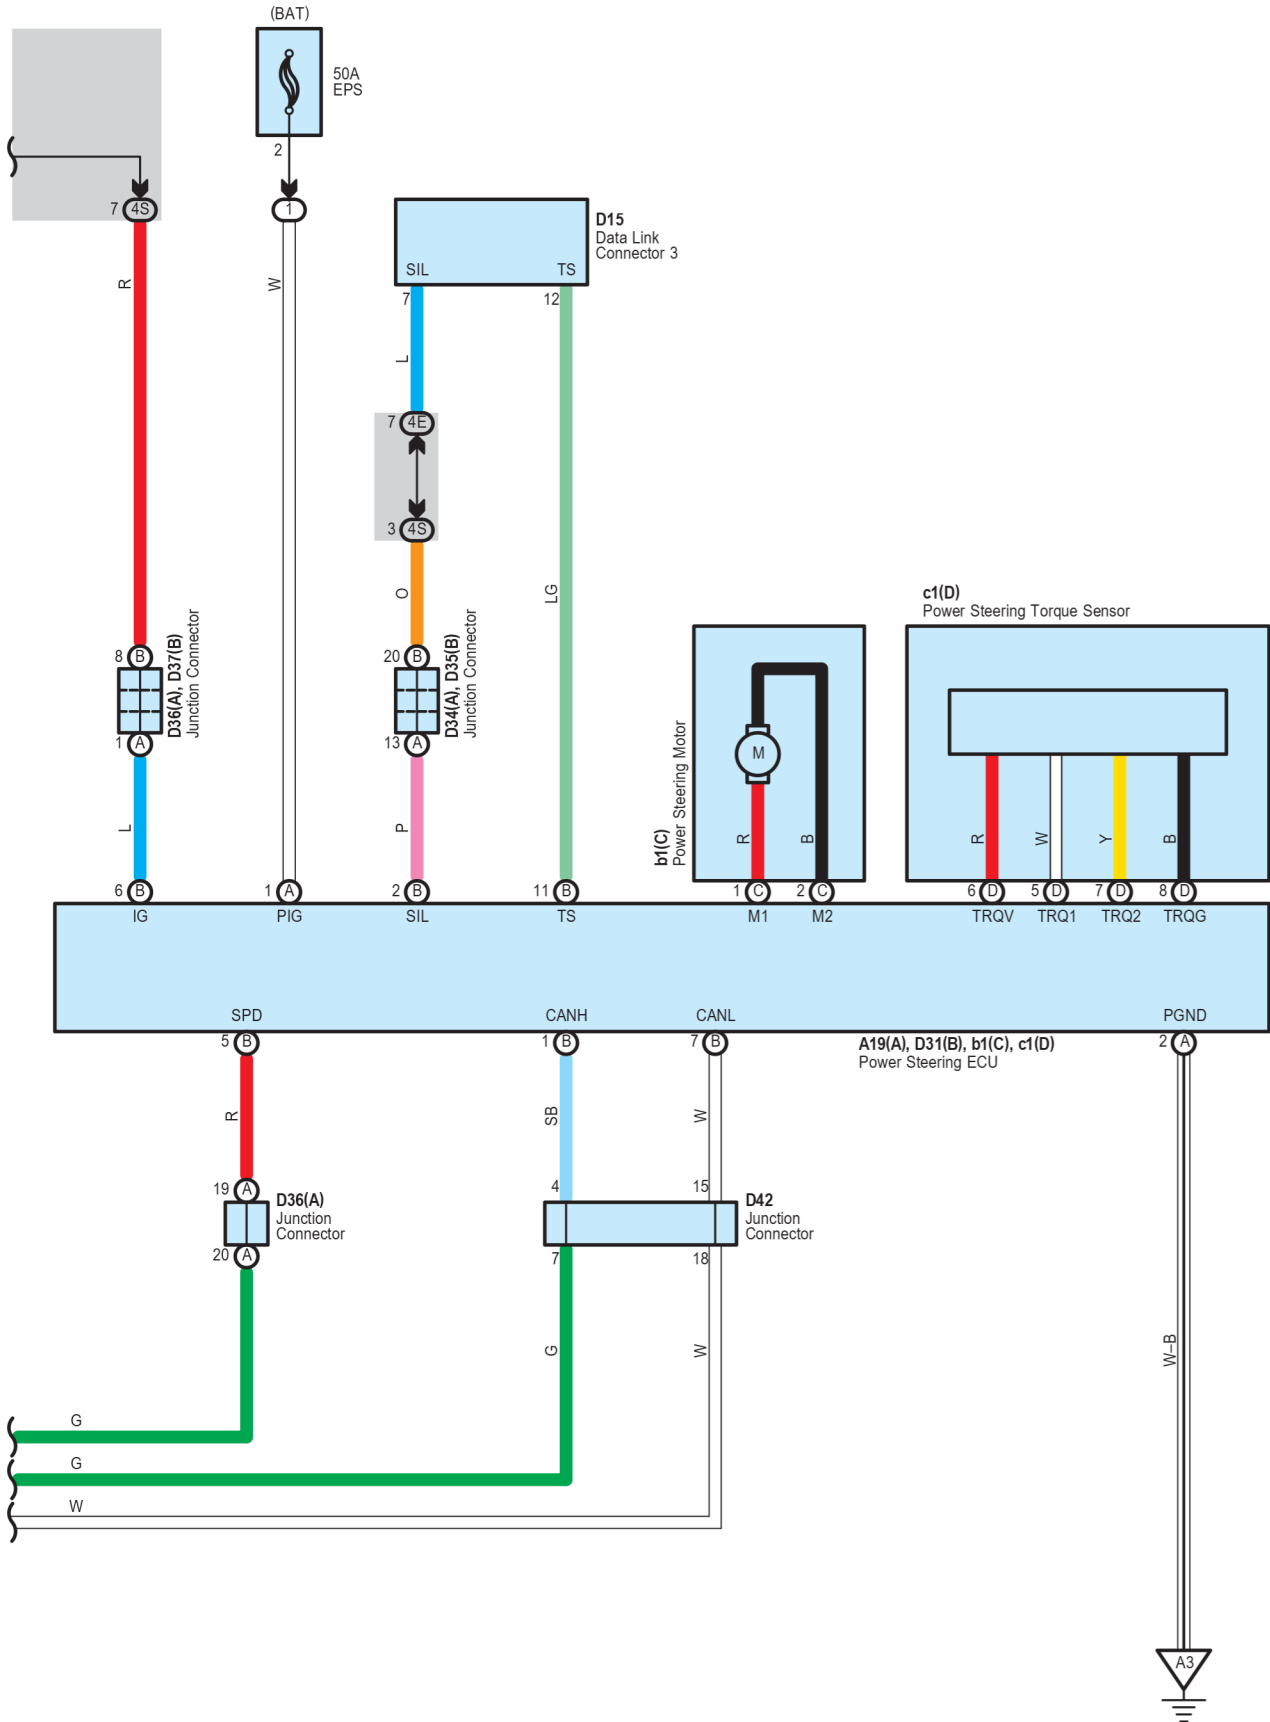 (BAT)
50A
EPS
2
7 4S
1
D15
Data Link
Connector 3
SIL TS
R
W
7 12
L
7 4E
3 4S
O
LG
c1(D)
Power Steering Torque Sensor
8 B
D36(A), D37(B)
Junction Connector
20 B
D34(A), D35(B)
Junction Connector
1 A
13 A
M
b1(C)
Power Steering Motor
L
P
R
B
R
W
Y
B
6 B
1 A
2 B
11 B
1 C
2 C
6 D
5 D
7 D
8 D
IG PIG SIL TS M1 M2 TRQV TRQ1 TRQ2 TRQG
SPD CANH CANL PGND
5 B
1 B
7 B
A19(A), D31(B), b1(C), c1(D)
Power Steering ECU
2 A
R
SB
W
19 A
D36(A)
Junction
Connector
20 A
4 15
D42
Junction
Connector
7 18
G
W
W–B
G
G
W
A3